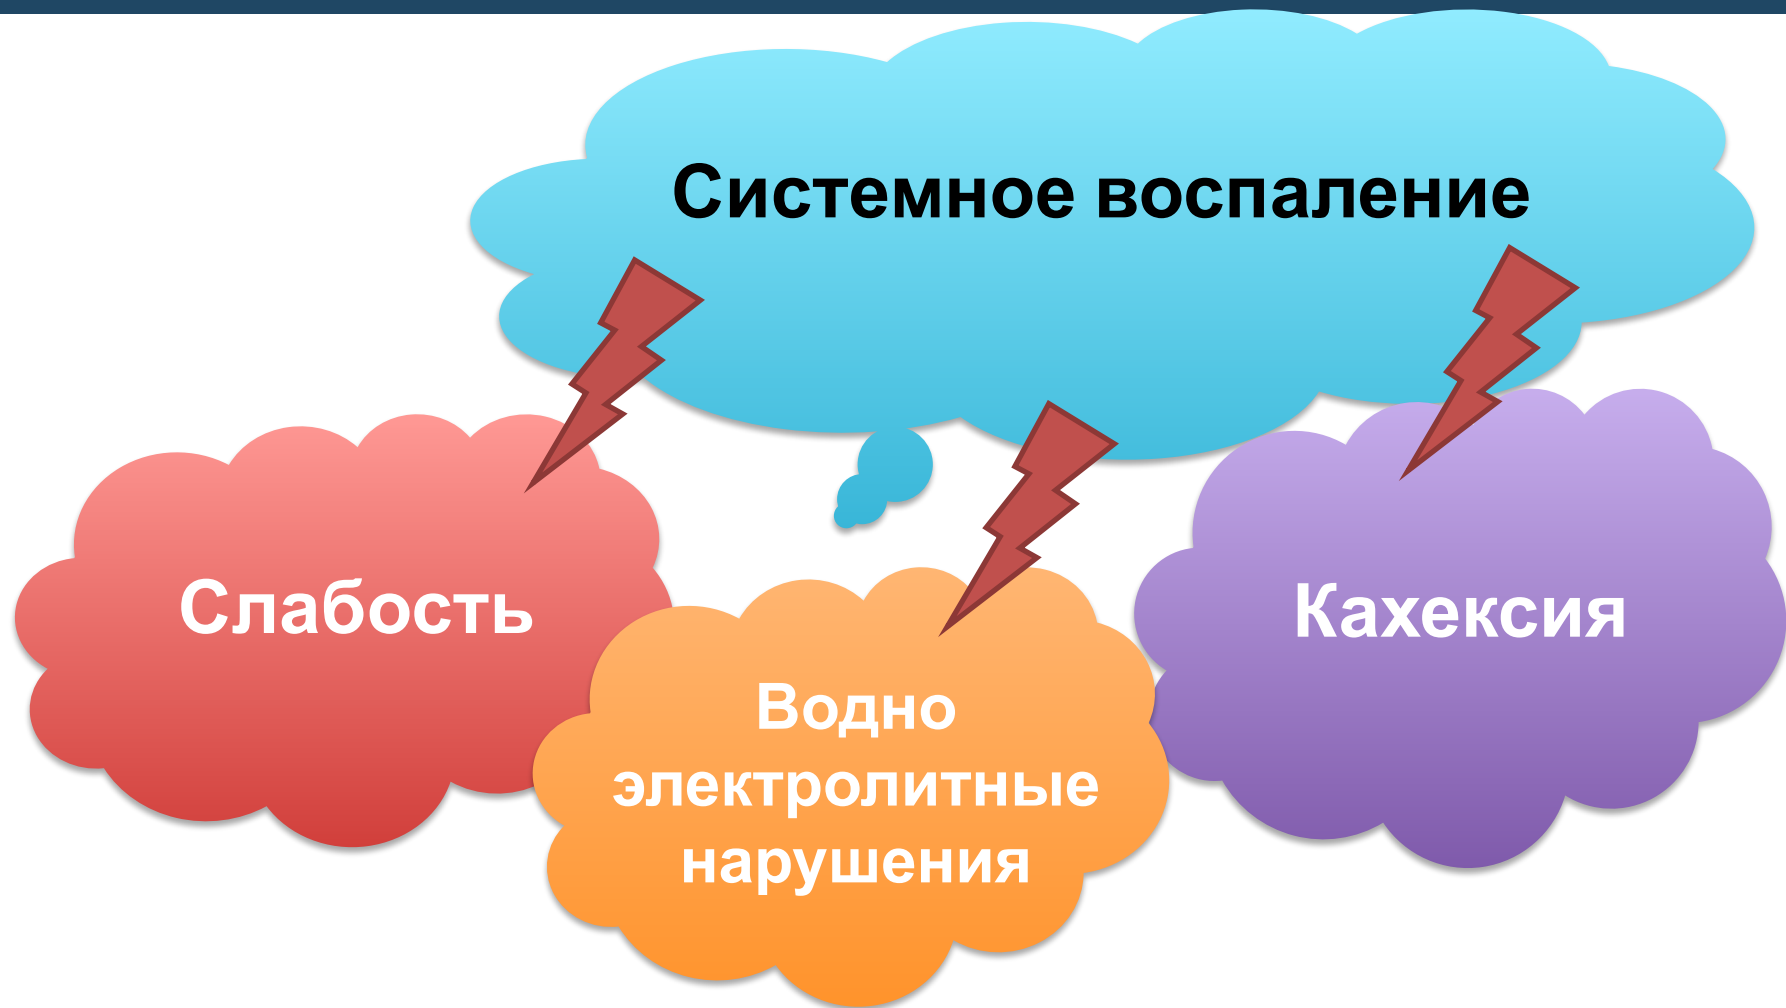 Системное воспаление
Слабость
Кахексия
Водно
электролитные
нарушения